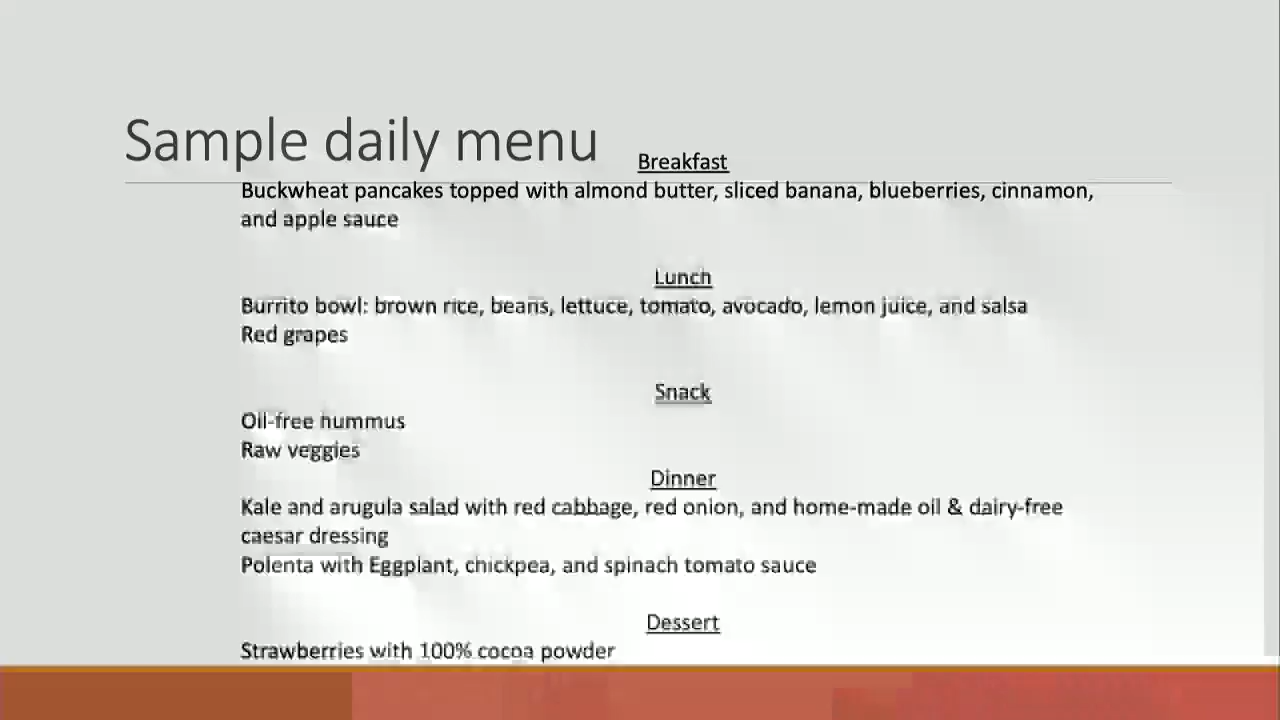 Sample daily menu
Breakfast
Buckwheat pancakes topped with almond butter, sliced banana, blueberries, cinnamon,
and apple sauce
Lunch
Burrito bowl: brown rice, beans, lettuce, tomato, avocado, lemon juice, and salsa
Red grapes
Snack
Oil-free hummus
Raw veggies
Dinner
Kale and arugula salad with red cabbage, red onion, and home-made oil & dairy-free
caesar dressing
Polenta with Eggplant, chickpea, and spinach tomato sauce
Dessert
Strawberries with 100% cocoa powder